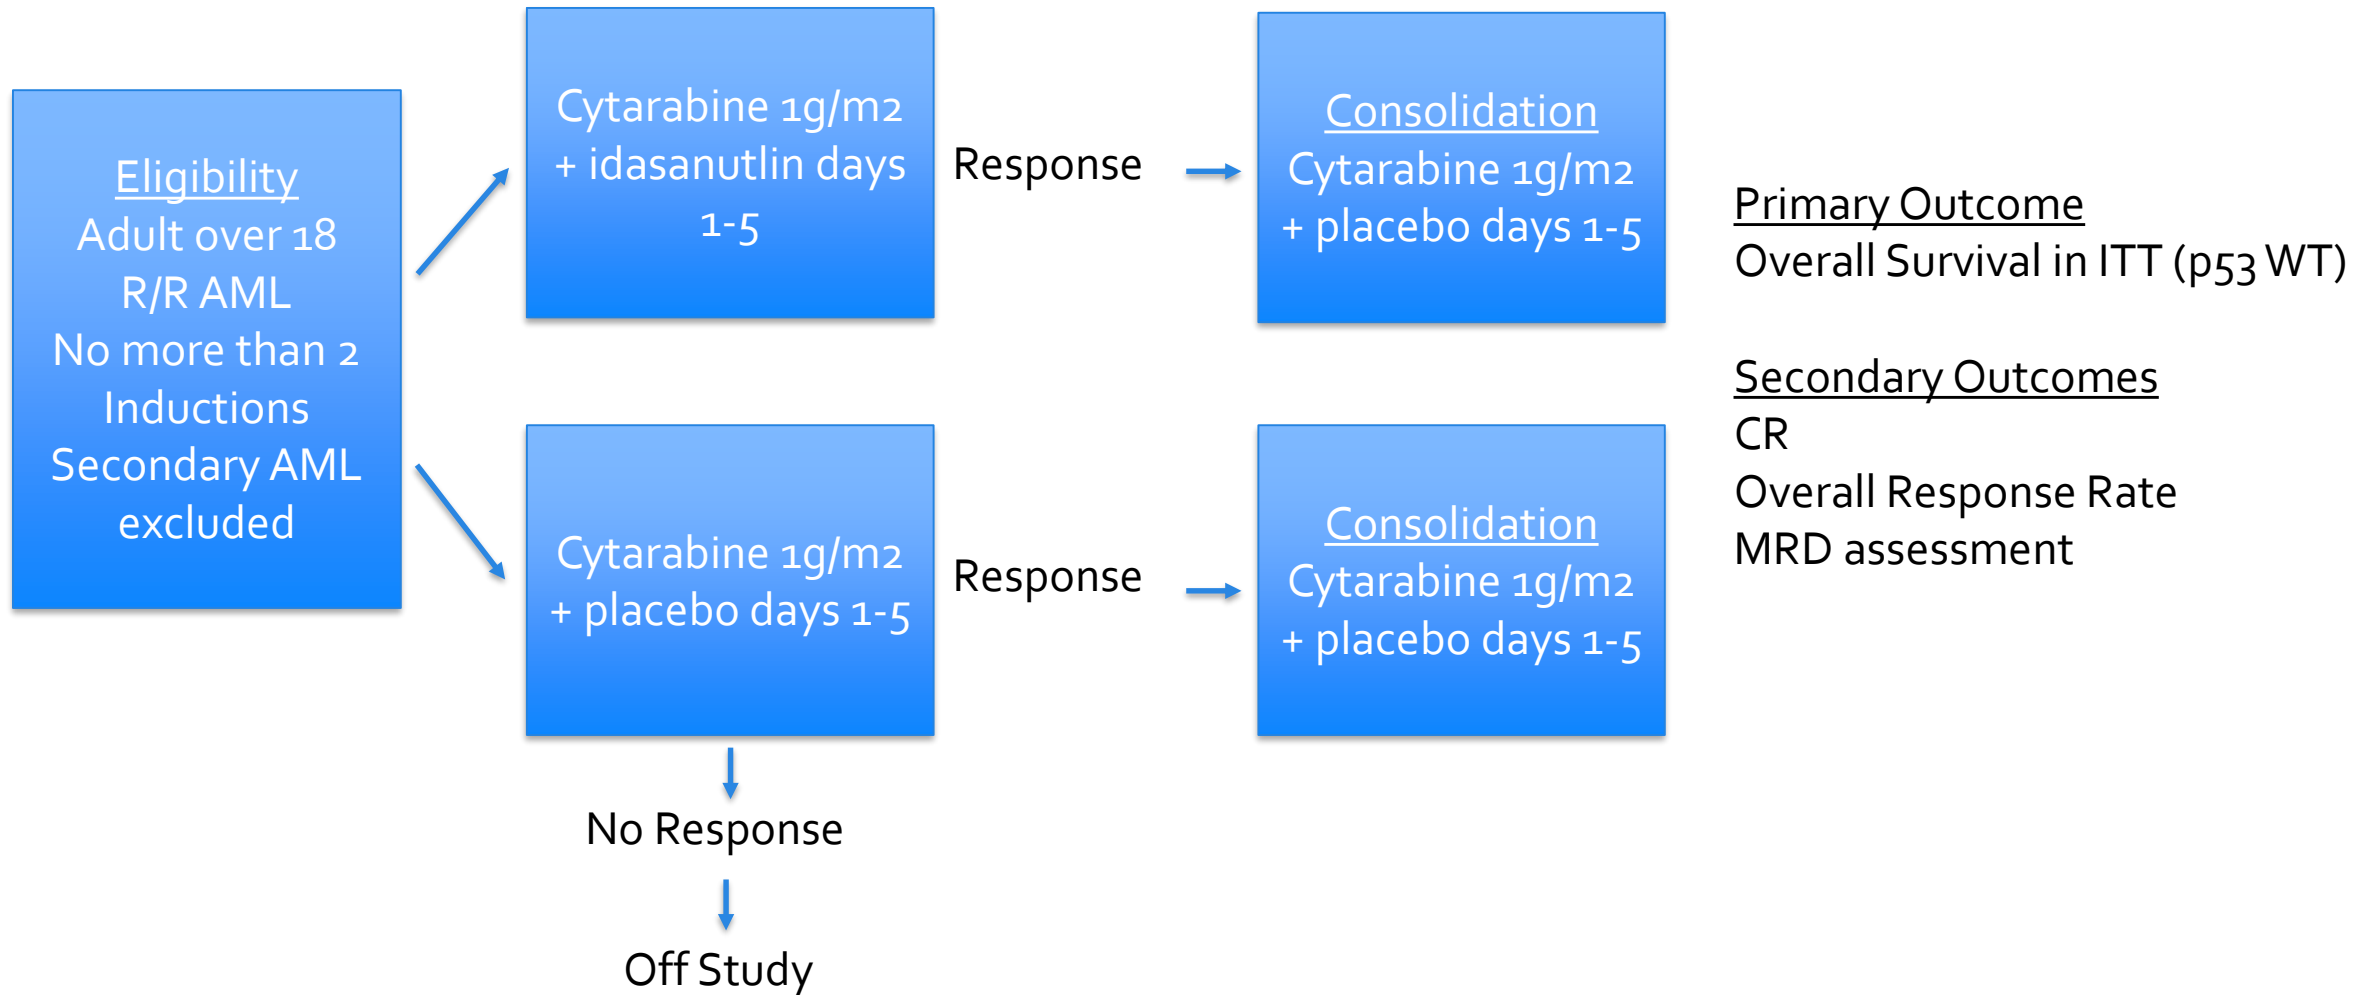 Eligibility
Adult over 18
R/R AML
No more than 2
Inductions
Secondary AML
excluded
Cytarabine 1g/m2
+ idasanutlin days
1-5
Response
Consolidation
Cytarabine 1g/m2
+ placebo days 1-5
Cytarabine 1g/m2
+ placebo days 1-5
Response
Consolidation
Cytarabine 1g/m2
+ placebo days 1-5
No Response
Off Study
Primary Outcome
Overall Survival in ITT (p53 WT)
Secondary Outcomes
CR
Overall Response Rate
MRD assessment